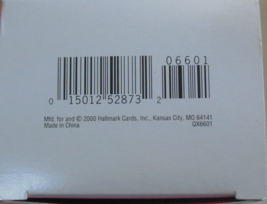 06601
0 15012 52873 2
Mfd. for and © 2000 Hallmark Cards, Inc., Kansas City, MO 64141
Made in China QX6601